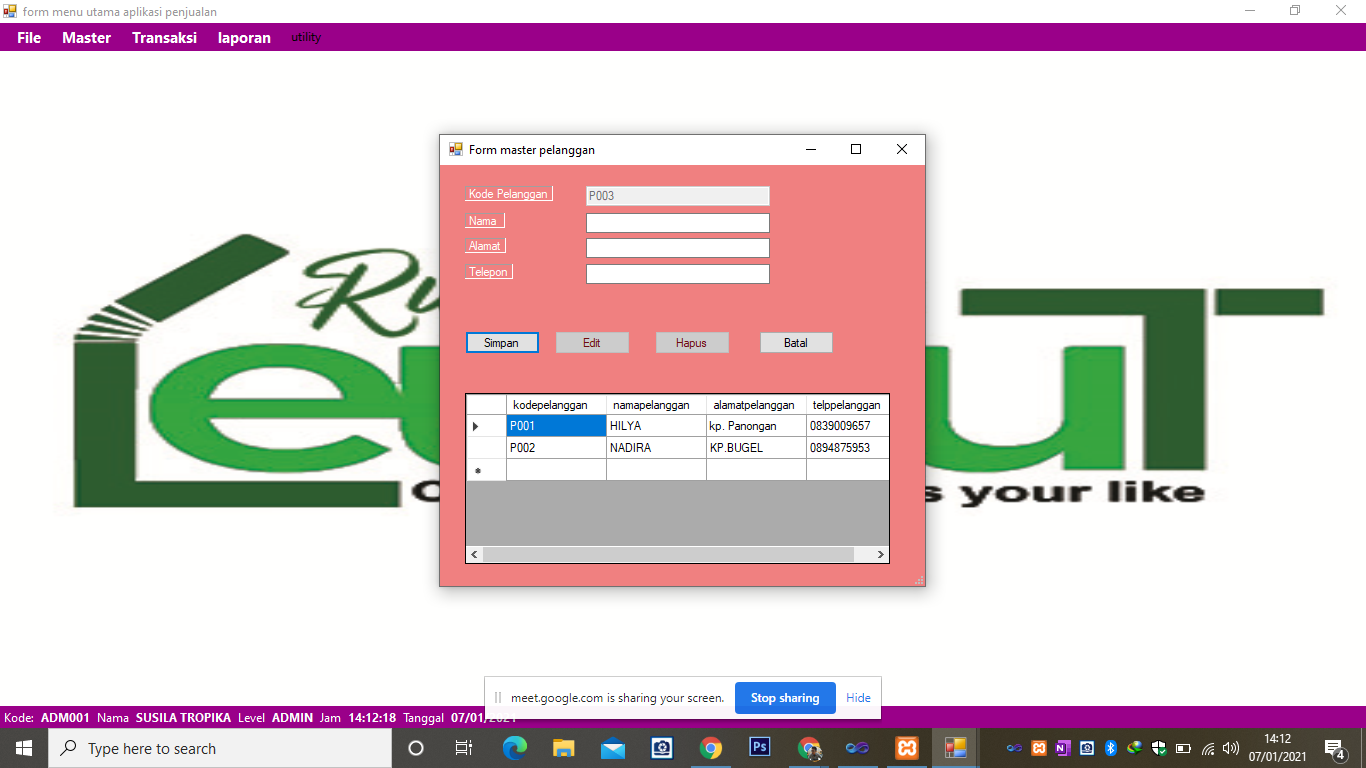 form menu utama aplikasi penjualan
File Master Transaksi laporan utility
Form master pelanggan
Kode Pelanggan P003
Nama
Alamat
Telepon
Simpan Edit Hapus Batal
kodepelanggan namapelanggan alamatpelanggan telppelanggan
P001 HILYA kp. Panongan 0839009657
P002 NADIRA KP.BUGEL 0894875953
s your like
meet.google.com is sharing your screen. Stop sharing Hide
Kode: ADM001 Nama SUSILA TROPIKA Level ADMIN Jam 14:12:18 Tanggal 07/01/2021
Type here to search
Ps
14:12
07/01/2021
4